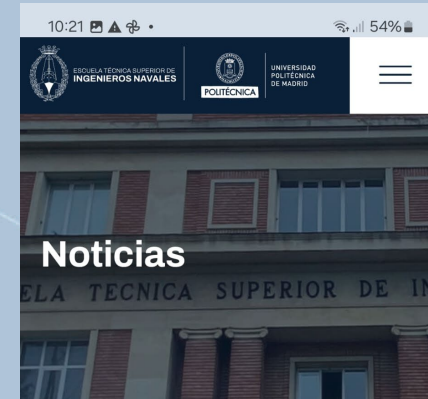 10:21 54%
ESCUELA TÉCNICA SUPERIOR DE
INGENIEROS NAVALES
POLITÉCNICA
UNIVERSIDAD
POLITÉCNICA
DE MADRID
Noticias
ELA TECNICA SUPERIOR DE IN